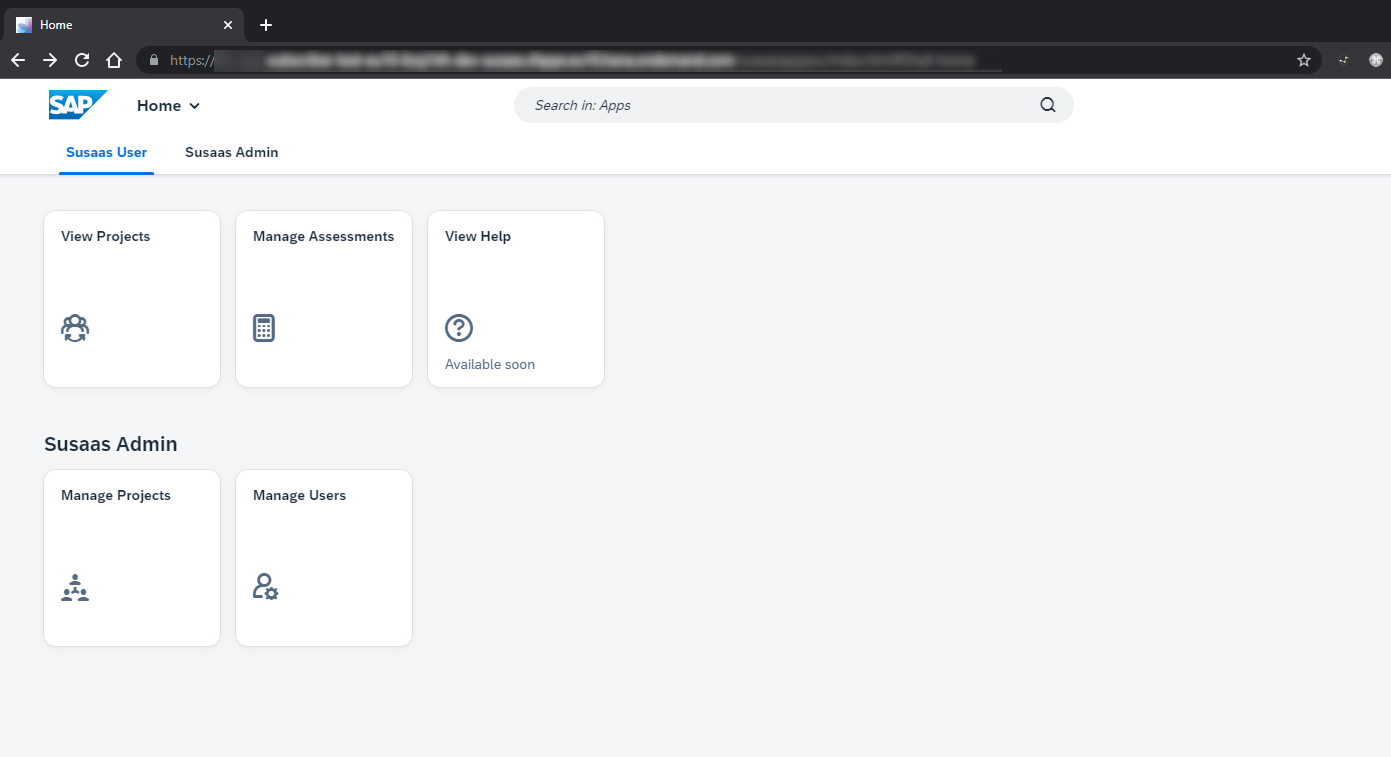 Home
https://
SAP
Home
Search in: Apps
Susaas User
Susaas Admin
View Projects
Manage Assessments
View Help
Available soon
Susaas Admin
Manage Projects
Manage Users